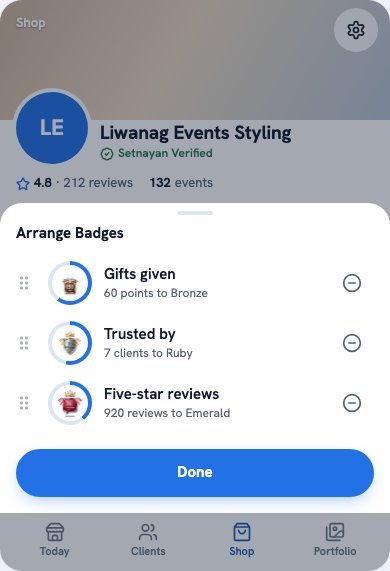 Shop
LE
Liwanag Events Styling
Setnayan Verified
4.8 · 212 reviews 132 events
Arrange Badges
Gifts given
60 points to Bronze
Trusted by
7 clients to Ruby
Five-star reviews
920 reviews to Emerald
Done
Today Clients Shop Portfolio